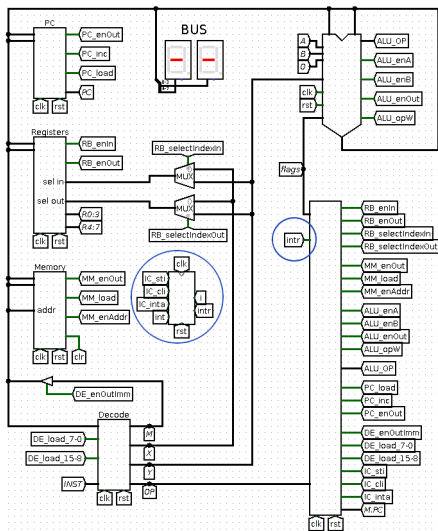 PC
PC_enOut
PC_inc
PC_load
PC
clk
rst
BUS
A
B
O
clk
rst
ALU_OP
ALU_enA
ALU_enB
ALU_enOut
ALU_opW
Registers
RB_enIn
RB_enOut
sel in
sel out
R0:3
R4:7
clk
rst
RB_selectIndexIn
MUX
MUX
RB_selectIndexOut
flags
intr
Memory
MM_enOut
MM_load
addr
MM_enAddr
clk
rst
clr
clk
IC_sti
IC_cli
IC_inta
int
i
intr
rst
RB_enIn
RB_enOut
RB_selectIndexIn
RB_selectIndexOut
MM_enOut
MM_load
MM_enAddr
ALU_enA
ALU_enB
ALU_enOut
ALU_opW
ALU_OP
PC_load
PC_inc
PC_enOut
DE_enOutImm
DE_load_7-0
DE_load_15-8
IC_sti
IC_cli
IC_inta
M.PC
clk
rst
DE_enOutImm
Decode
DE_load_7-0
DE_load_15-8
INST
M
X
Y
OP
clk
rst